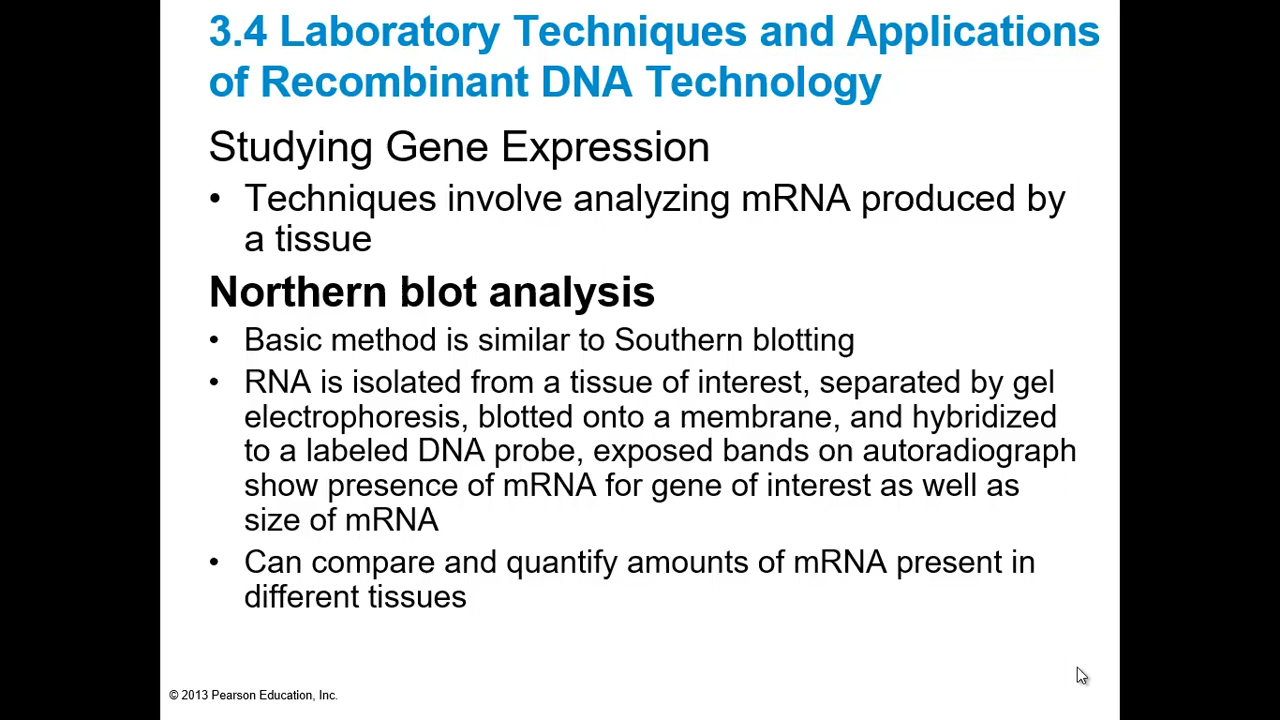 3.4 Laboratory Techniques and Applications
of Recombinant DNA Technology
Studying Gene Expression
• Techniques involve analyzing mRNA produced by
a tissue
Northern blot analysis
• Basic method is similar to Southern blotting
• RNA is isolated from a tissue of interest, separated by gel
electrophoresis, blotted onto a membrane, and hybridized
to a labeled DNA probe, exposed bands on autoradiograph
show presence of mRNA for gene of interest as well as
size of mRNA
• Can compare and quantify amounts of mRNA present in
different tissues
© 2013 Pearson Education, Inc.